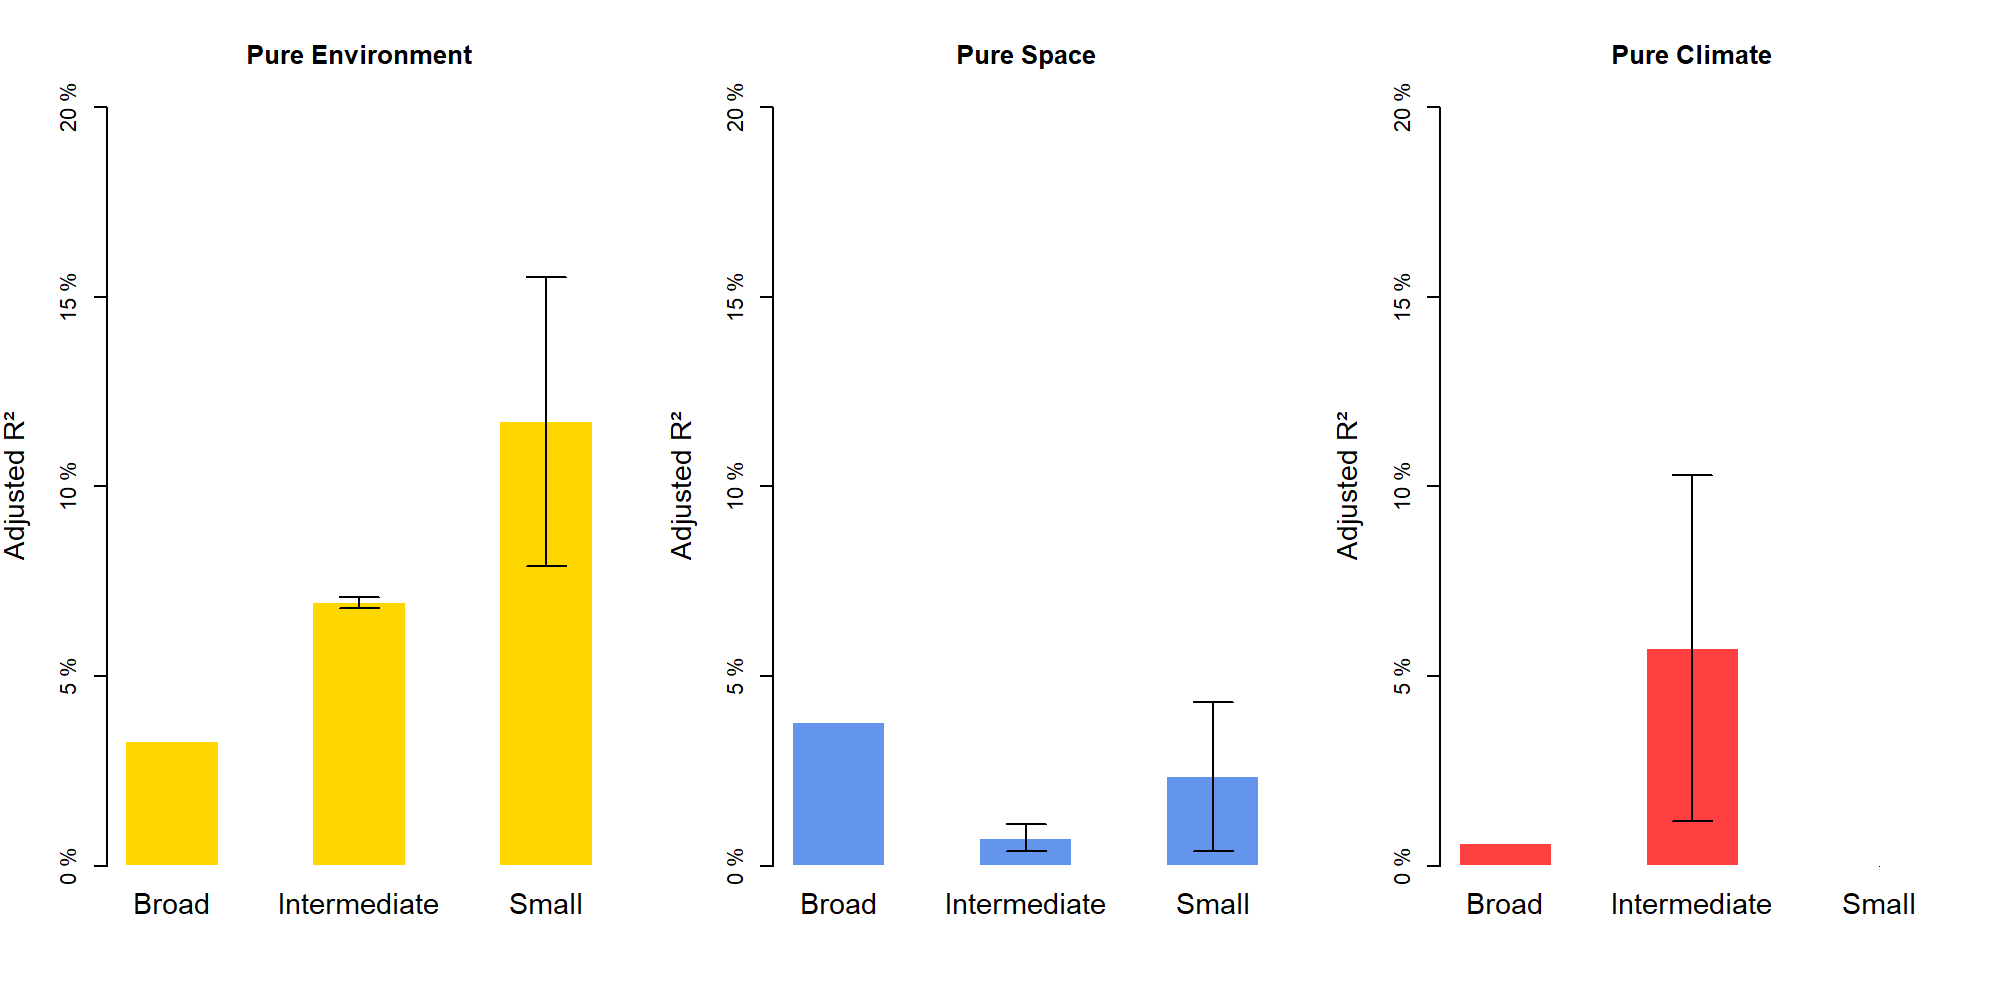 Pure Environment
Adjusted R²
20 %
15 %
10 %
5 %
0 %
Broad Intermediate Small
Pure Space
Adjusted R²
20 %
15 %
10 %
5 %
0 %
Broad Intermediate Small
Pure Climate
Adjusted R²
20 %
15 %
10 %
5 %
0 %
Broad Intermediate Small